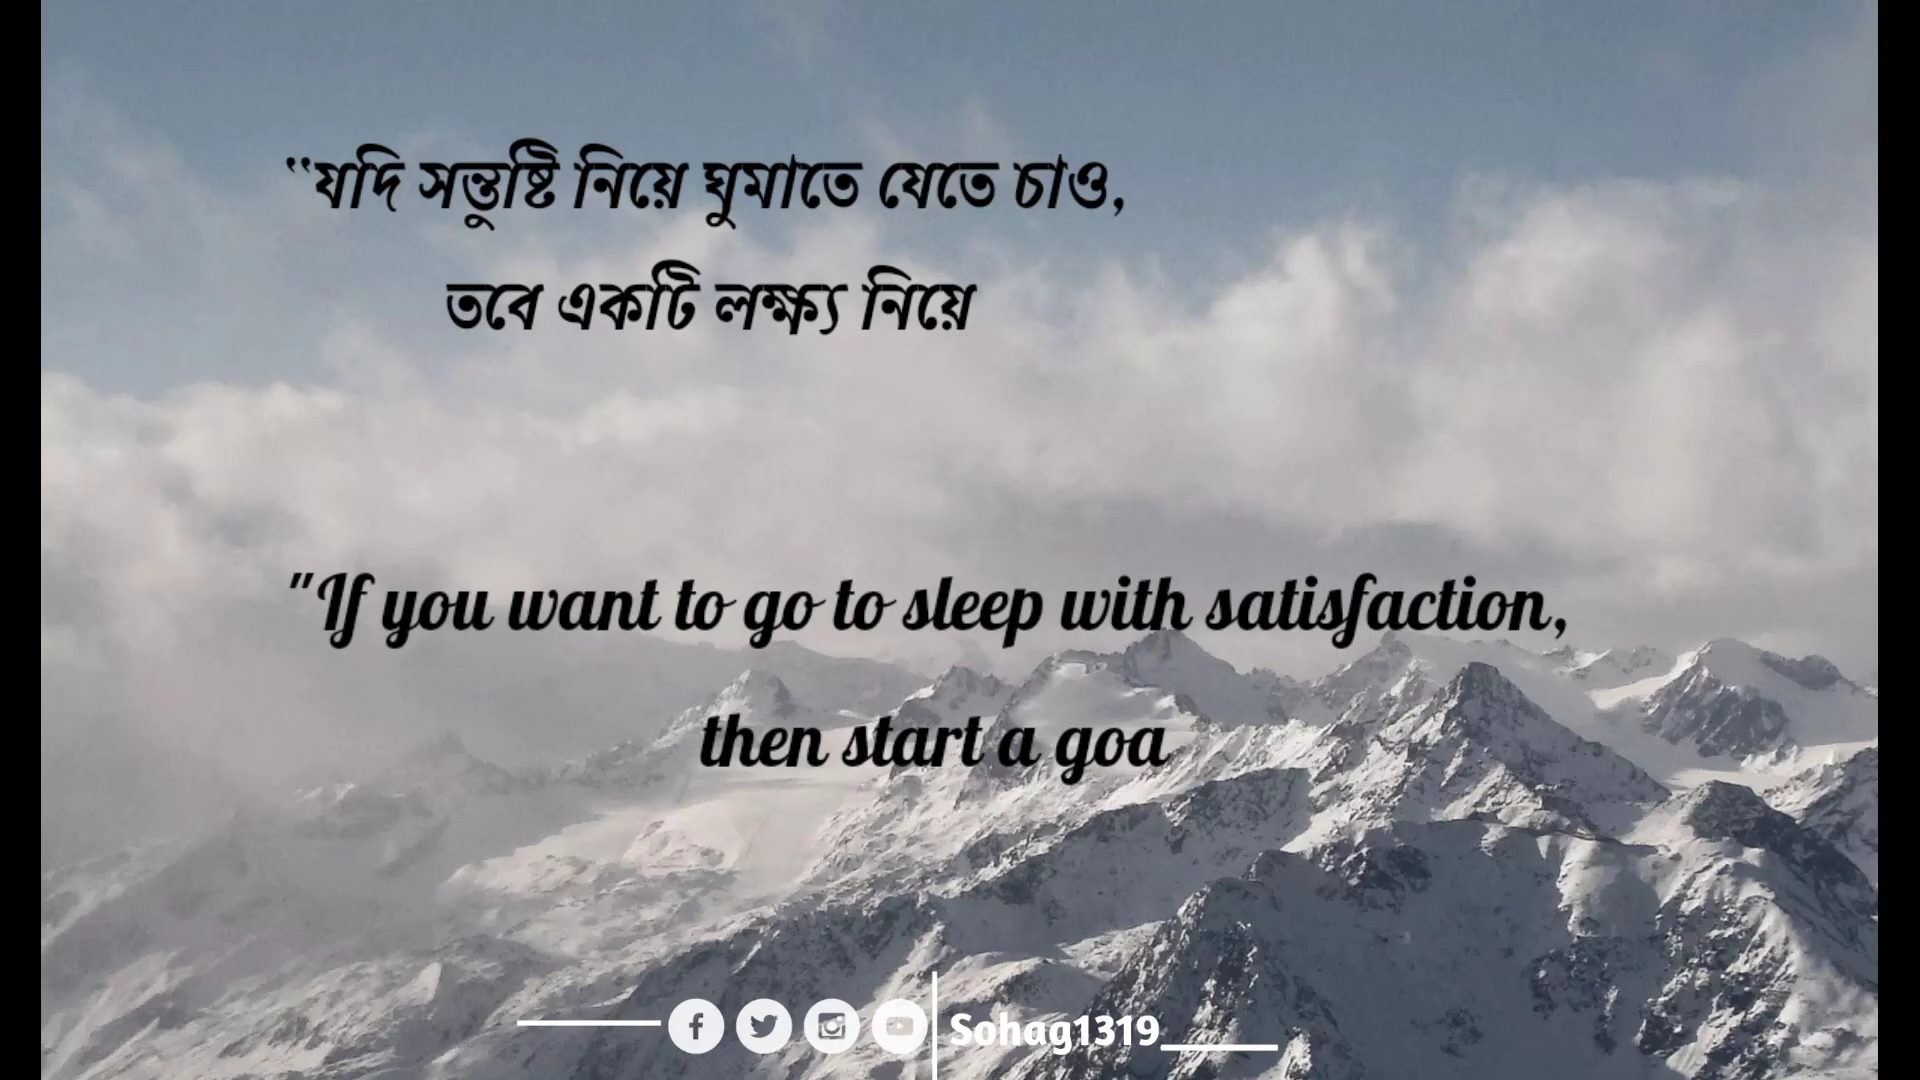 “যদি সন্তুষ্টি নিয়ে ঘুমাতে যেতে চাও,
তবে একটি লক্ষ্য নিয়ে
"If you want to go to sleep with satisfaction,
then start a goa
Sohag1319